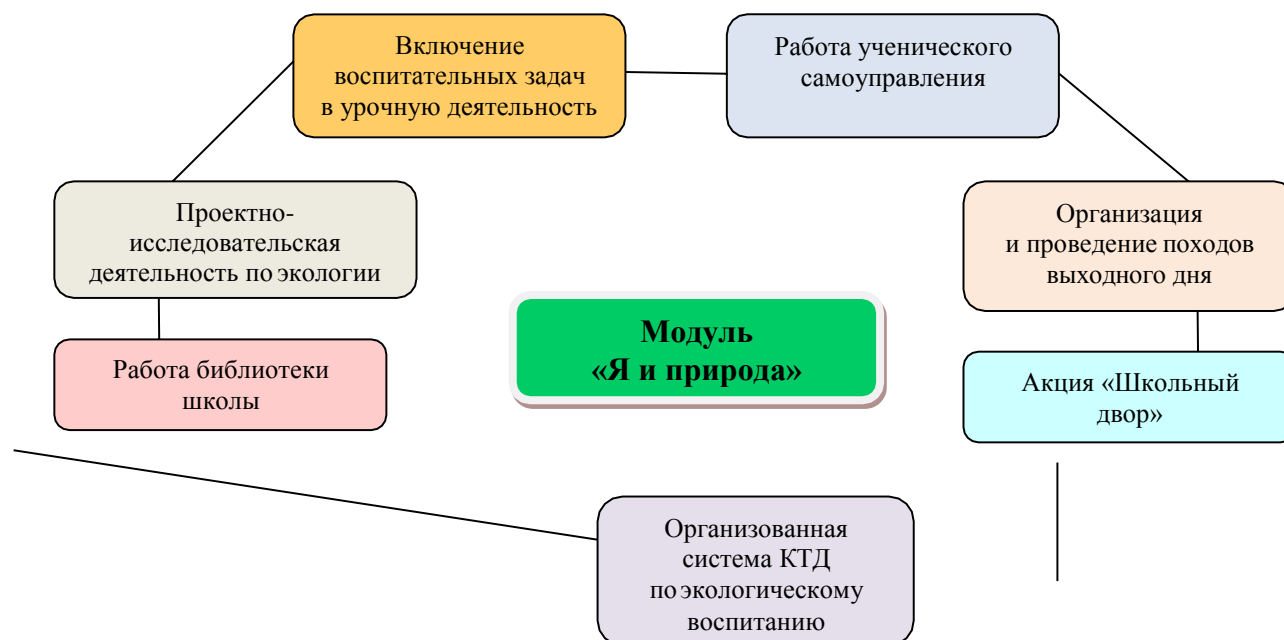 Включение
воспитательных задач
в урочную деятельность
Работа ученического
самоуправления
Проектно-
исследовательская
деятельность по экологии
Организация
и проведение походов
выходного дня
Модуль
«Я и природа»
Работа библиотеки
школы
Акция «Школьный
двор»
Организованная
система КТД
по экологическому
воспитанию